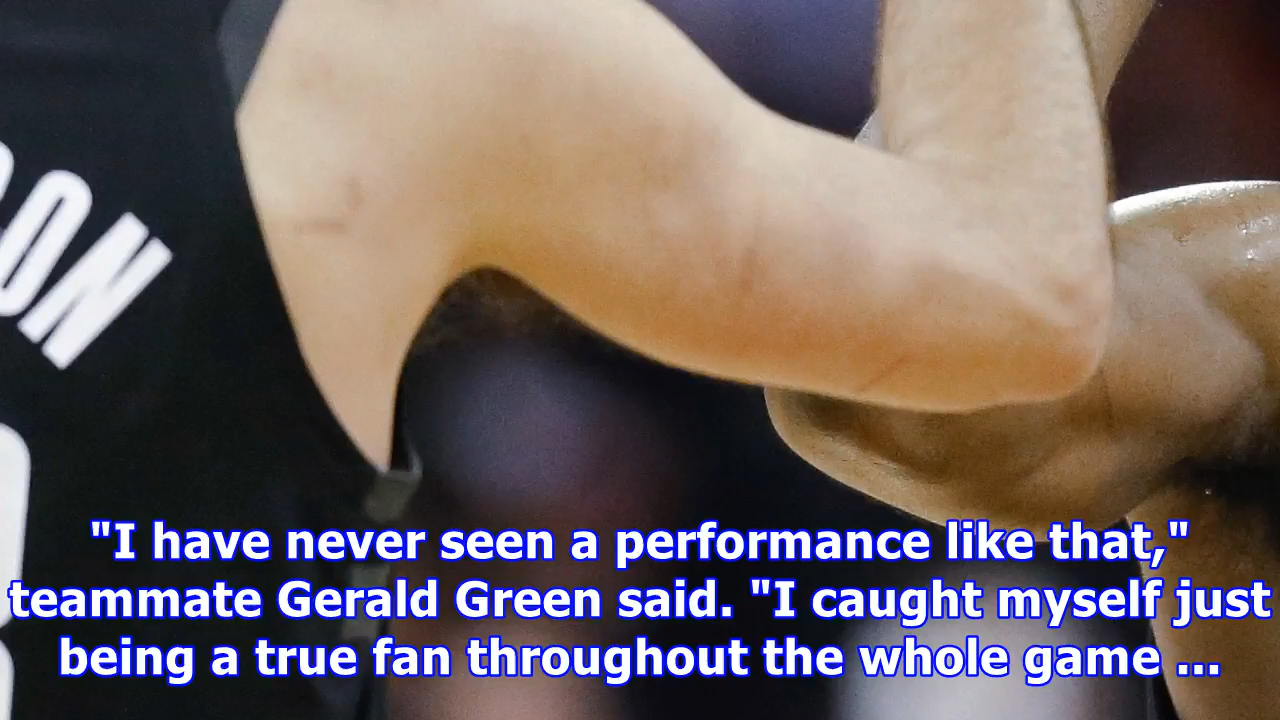 ON
"I have never seen a performance like that,"
teammate Gerald Green said. "I caught myself just
being a true fan throughout the whole game ...